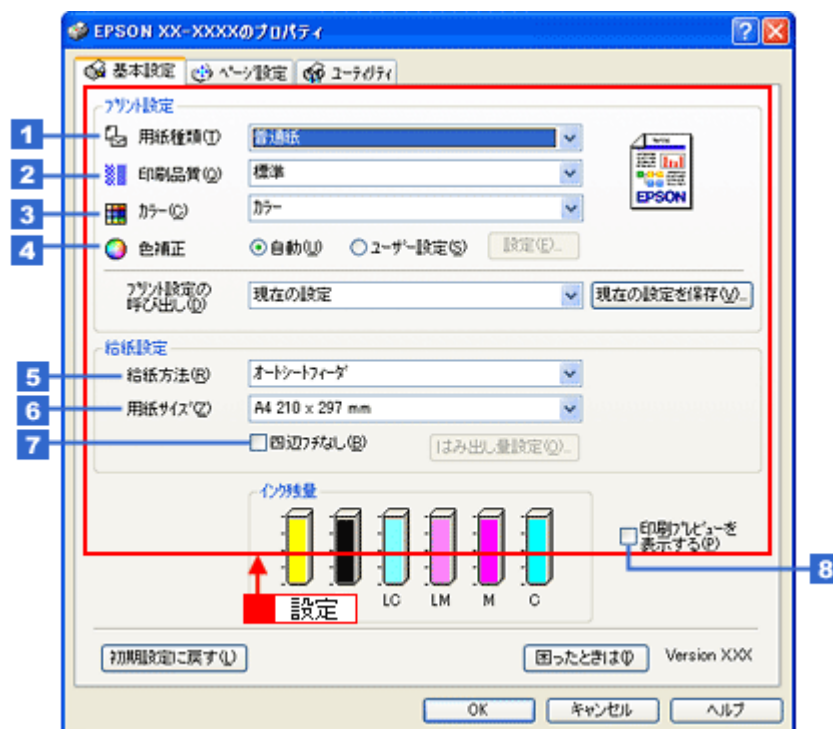 EPSON XX-XXXXのプロパティ
基本設定 ページ設定 ユーティリティ
プリント設定
1 用紙種類(T) 普通紙
2 印刷品質(Q) 標準
3 カラー(C) カラー
4 色補正 自動(U) ユーザー設定(S) 設定(E)...
EPSON
プリント設定の
呼び出し(D) 現在の設定 現在の設定を保存(V)...
給紙設定
5 給紙方法(R) オートシートフィーダ
6 用紙サイズ(Z) A4 210 x 297 mm
7 四辺フチなし(B) はみ出し量設定(O)...
インク残量
印刷プレビューを
表示する(P)
8
設定 LC LM M C
初期設定に戻す(L) 困ったときは(I) Version XXX
OK キャンセル ヘルプ